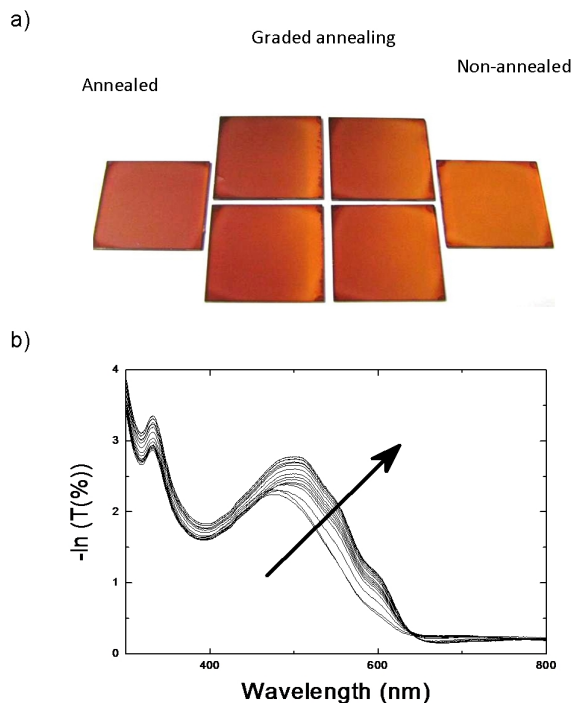 a)
Graded annealing
Non-annealed
Annealed
b)
4
3
2
1
0
-ln (T(%))
400
600
800
Wavelength (nm)